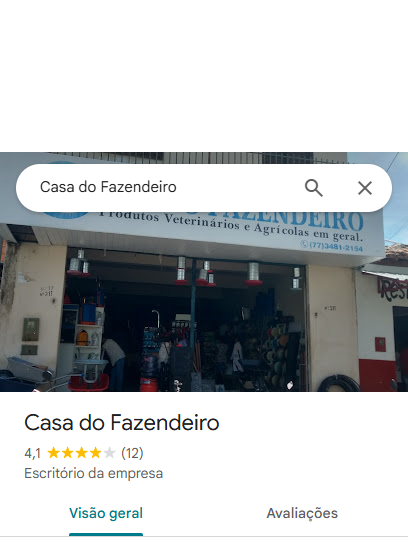 Casa do Fazendeiro
FAZENDEIRO
Produtos Veterinários e Agrícolas em geral.
(77)3481-2154
Casa do Fazendeiro
4,1 (12)
Escritório da empresa
Visão geral Avaliações